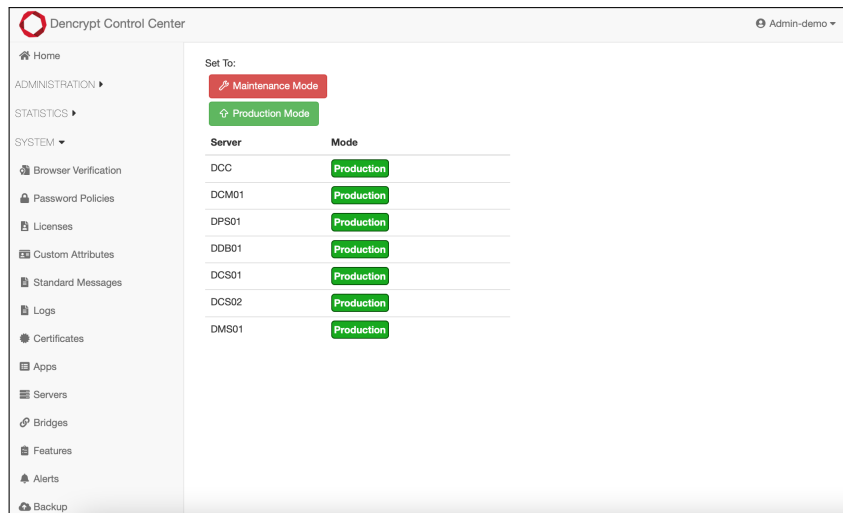 Dencrypt Control Center
Admin-demo
Home
ADMINISTRATION
STATISTICS
SYSTEM
Browser Verification
Password Policies
Licenses
Custom Attributes
Standard Messages
Logs
Certificates
Apps
Servers
Bridges
Features
Alerts
Backup
Set To:
Maintenance Mode
Production Mode
Server Mode
DCC Production
DCM01 Production
DPS01 Production
DDB01 Production
DCS01 Production
DCS02 Production
DMS01 Production